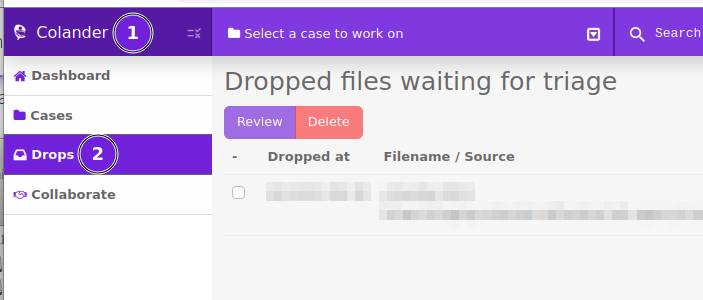 Colander 1
Select a case to work on
Search
Dashboard
Cases
Drops 2
Collaborate
Dropped files waiting for triage
Review Delete
- Dropped at Filename / Source